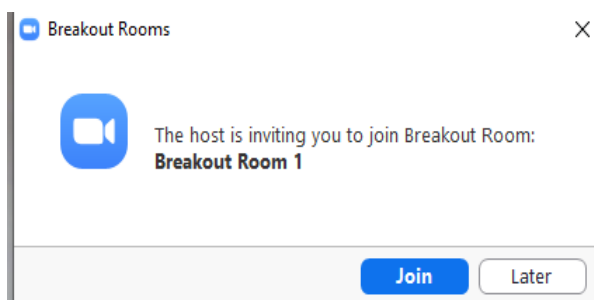 Breakout Rooms
The host is inviting you to join Breakout Room:
Breakout Room 1
Join Later